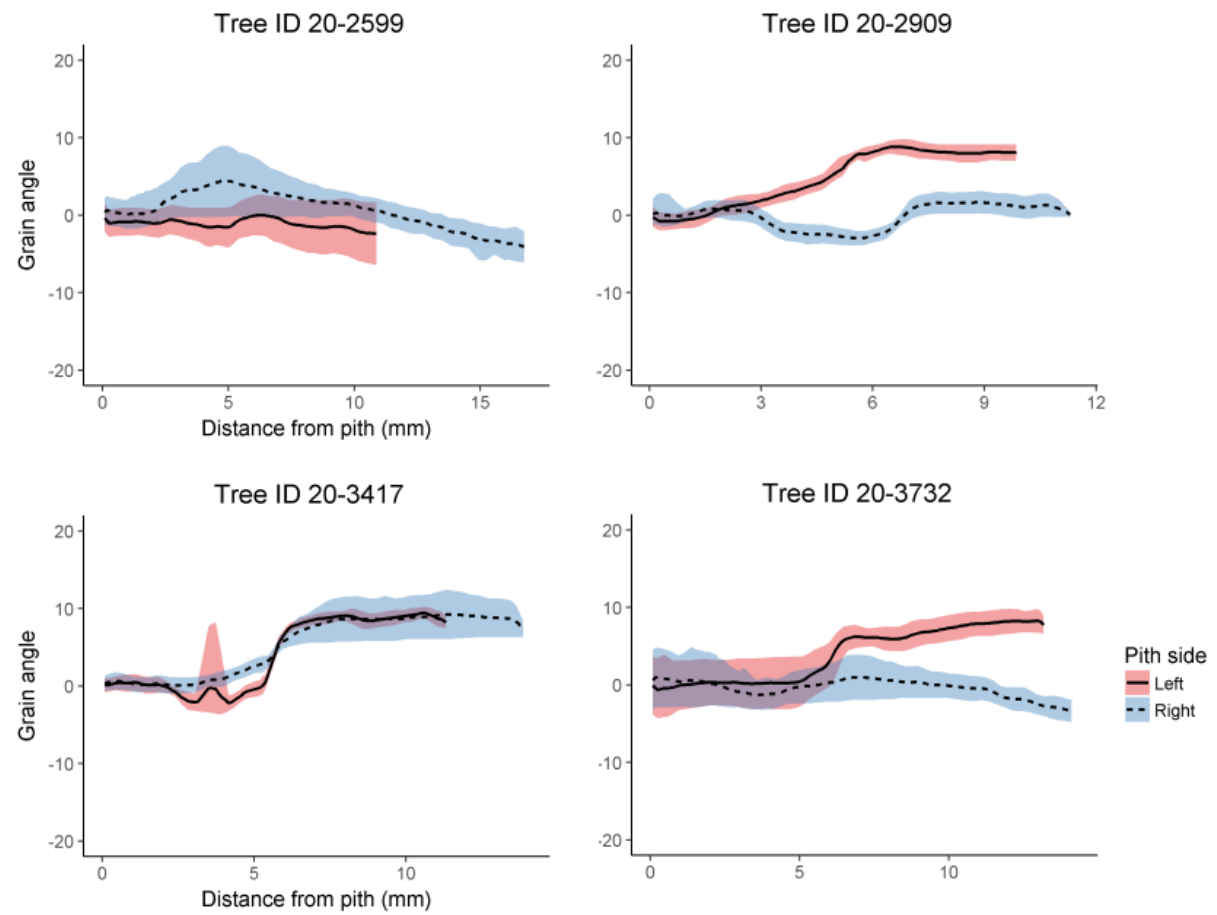 Tree ID 20-2599
20
10
0
-10
-20
Grain angle
0 5 10 15
Distance from pith (mm)
Tree ID 20-2909
20
10
0
-10
-20
0 3 6 9 12
Tree ID 20-3417
20
10
0
-10
-20
Grain angle
0 5 10
Distance from pith (mm)
Tree ID 20-3732
20
10
0
-10
-20
0 5 10
Pith side
Left
Right